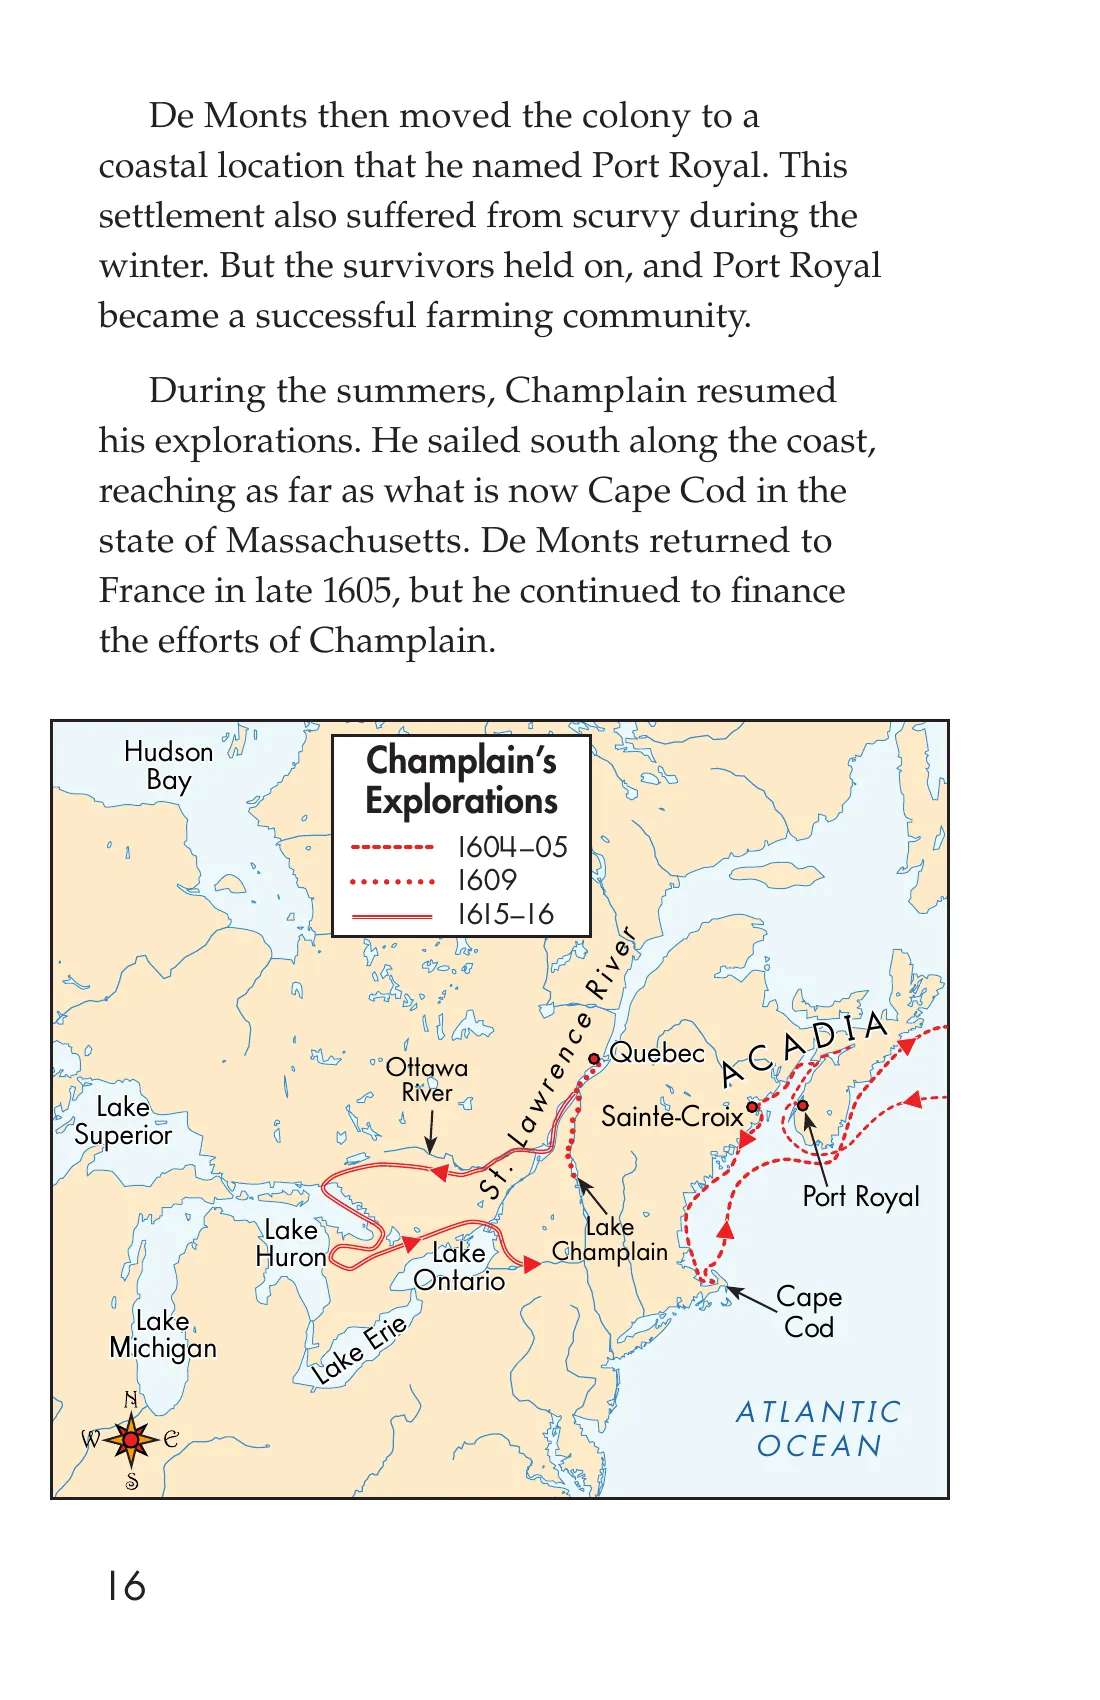 De Monts then moved the colony to a
coastal location that he named Port Royal. This
settlement also suffered from scurvy during the
winter. But the survivors held on, and Port Royal
became a successful farming community.
During the summers, Champlain resumed
his explorations. He sailed south along the coast,
reaching as far as what is now Cape Cod in the
state of Massachusetts. De Monts returned to
France in late 1605, but he continued to finance
the efforts of Champlain.
Hudson
Bay
Champlain’s
Explorations
1604–05
1609
1615–16
St. Lawrence River
ACADIA
Quebec
Ottawa
River
Sainte-Croix
Lake
Superior
Port Royal
Lake
Huron
Lake
Ontario
Lake
Champlain
Cape
Cod
Lake
Michigan
Lake Erie
ATLANTIC
OCEAN
N
W E
S
16